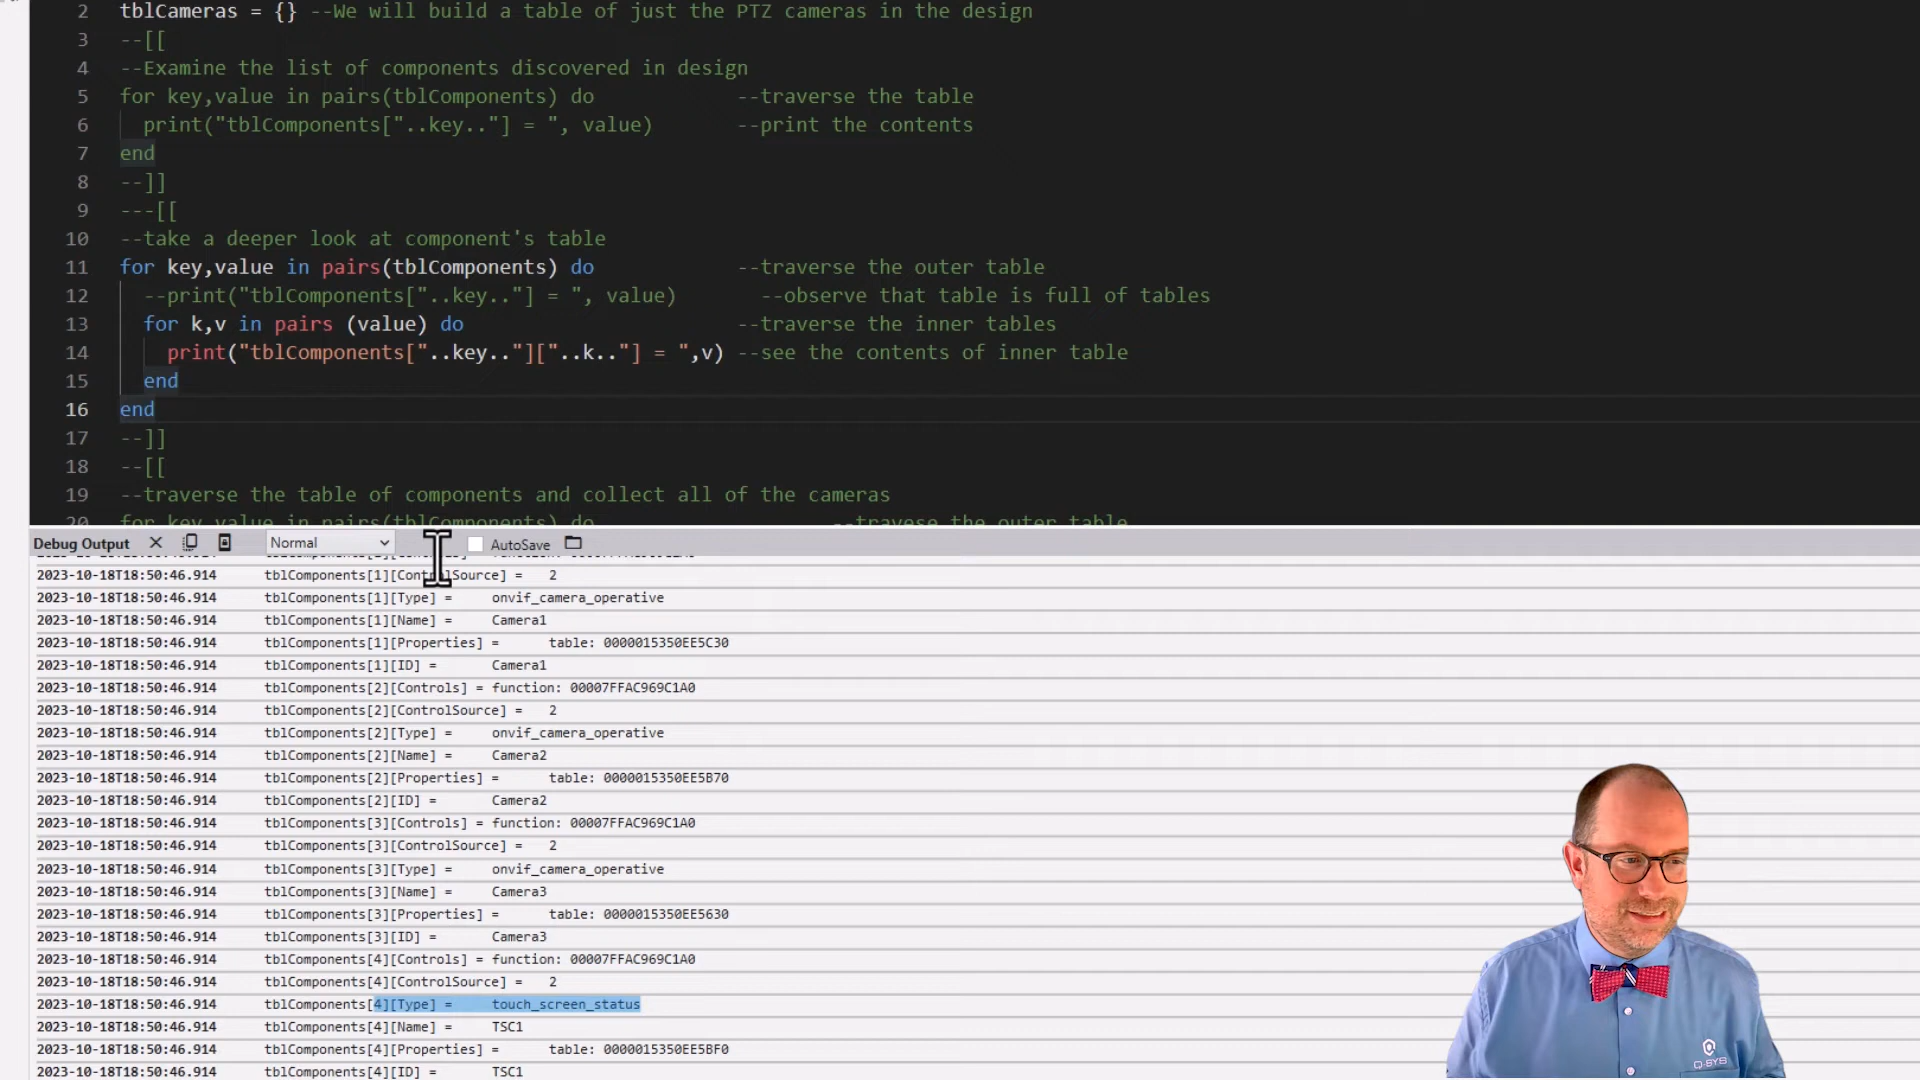 2 tblCameras = {} --We will build a table of just the PTZ cameras in the design
3 --[[
4 --Examine the list of components discovered in design
5 for key,value in pairs(tblComponents) do --traverse the table
6 print("tblComponents["..key.."] = ", value) --print the contents
7 end
8 --]]
9 ---[[
10 --take a deeper look at component's table
11 for key,value in pairs(tblComponents) do --traverse the outer table
12 --print("tblComponents["..key.."] = ", value) --observe that table is full of tables
13 for k,v in pairs (value) do --traverse the inner tables
14 print("tblComponents["..key.."]["..k.."] = ",v) --see the contents of inner table
15 end
16 end
17 --]]
18 --[[
19 --traverse the table of components and collect all of the cameras
20 for key,value in pairs(tblComponents) do --travese the outer table
Debug Output Normal AutoSave
2023-10-18T18:50:46.914 tblComponents[1][ControlSource] = 2
2023-10-18T18:50:46.914 tblComponents[1][Type] = onvif_camera_operative
2023-10-18T18:50:46.914 tblComponents[1][Name] = Camera1
2023-10-18T18:50:46.914 tblComponents[1][Properties] = table: 0000015350EE5C30
2023-10-18T18:50:46.914 tblComponents[1][ID] = Camera1
2023-10-18T18:50:46.914 tblComponents[2][Controls] = function: 00007FFAC969C1A0
2023-10-18T18:50:46.914 tblComponents[2][ControlSource] = 2
2023-10-18T18:50:46.914 tblComponents[2][Type] = onvif_camera_operative
2023-10-18T18:50:46.914 tblComponents[2][Name] = Camera2
2023-10-18T18:50:46.914 tblComponents[2][Properties] = table: 0000015350EE5B70
2023-10-18T18:50:46.914 tblComponents[2][ID] = Camera2
2023-10-18T18:50:46.914 tblComponents[3][Controls] = function: 00007FFAC969C1A0
2023-10-18T18:50:46.914 tblComponents[3][ControlSource] = 2
2023-10-18T18:50:46.914 tblComponents[3][Type] = onvif_camera_operative
2023-10-18T18:50:46.914 tblComponents[3][Name] = Camera3
2023-10-18T18:50:46.914 tblComponents[3][Properties] = table: 0000015350EE5630
2023-10-18T18:50:46.914 tblComponents[3][ID] = Camera3
2023-10-18T18:50:46.914 tblComponents[4][Controls] = function: 00007FFAC969C1A0
2023-10-18T18:50:46.914 tblComponents[4][ControlSource] = 2
2023-10-18T18:50:46.914 tblComponents[4][Type] = touch_screen_status
2023-10-18T18:50:46.914 tblComponents[4][Name] = TSC1
2023-10-18T18:50:46.914 tblComponents[4][Properties] = table: 0000015350EE5BF0
2023-10-18T18:50:46.914 tblComponents[4][ID] = TSC1
Q-SYS